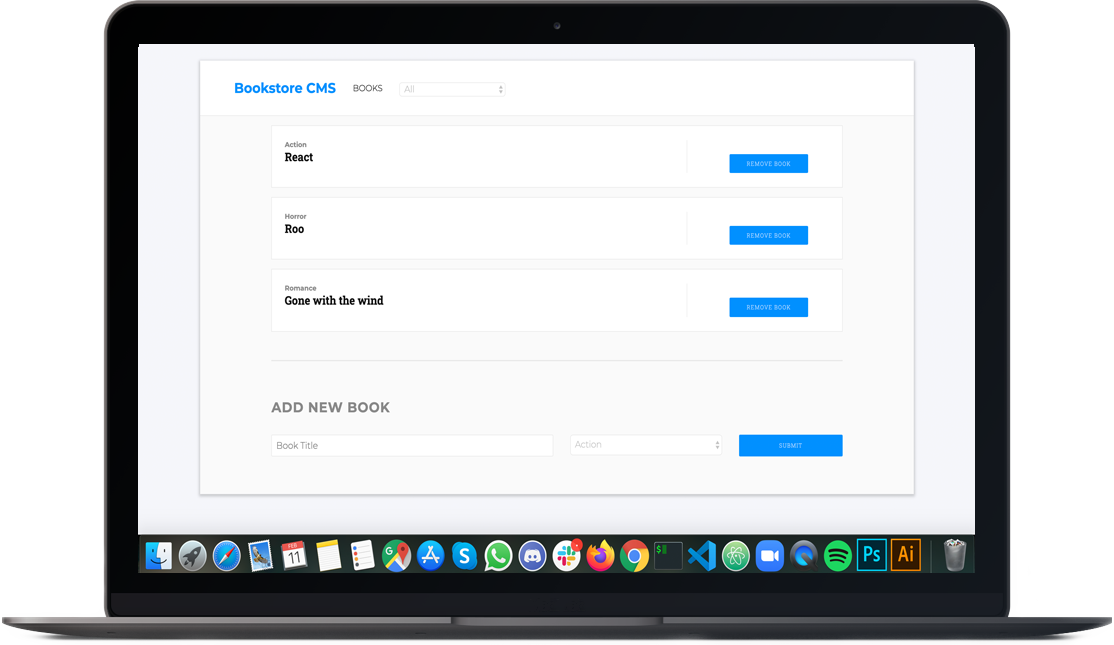 Bookstore CMS BOOKS All
Action
React
REMOVE BOOK
Horror
Roo
REMOVE BOOK
Romance
Gone with the wind
REMOVE BOOK
ADD NEW BOOK
Book Title Action SUBMIT
FEB
11
G
S
$
Ps
Ai